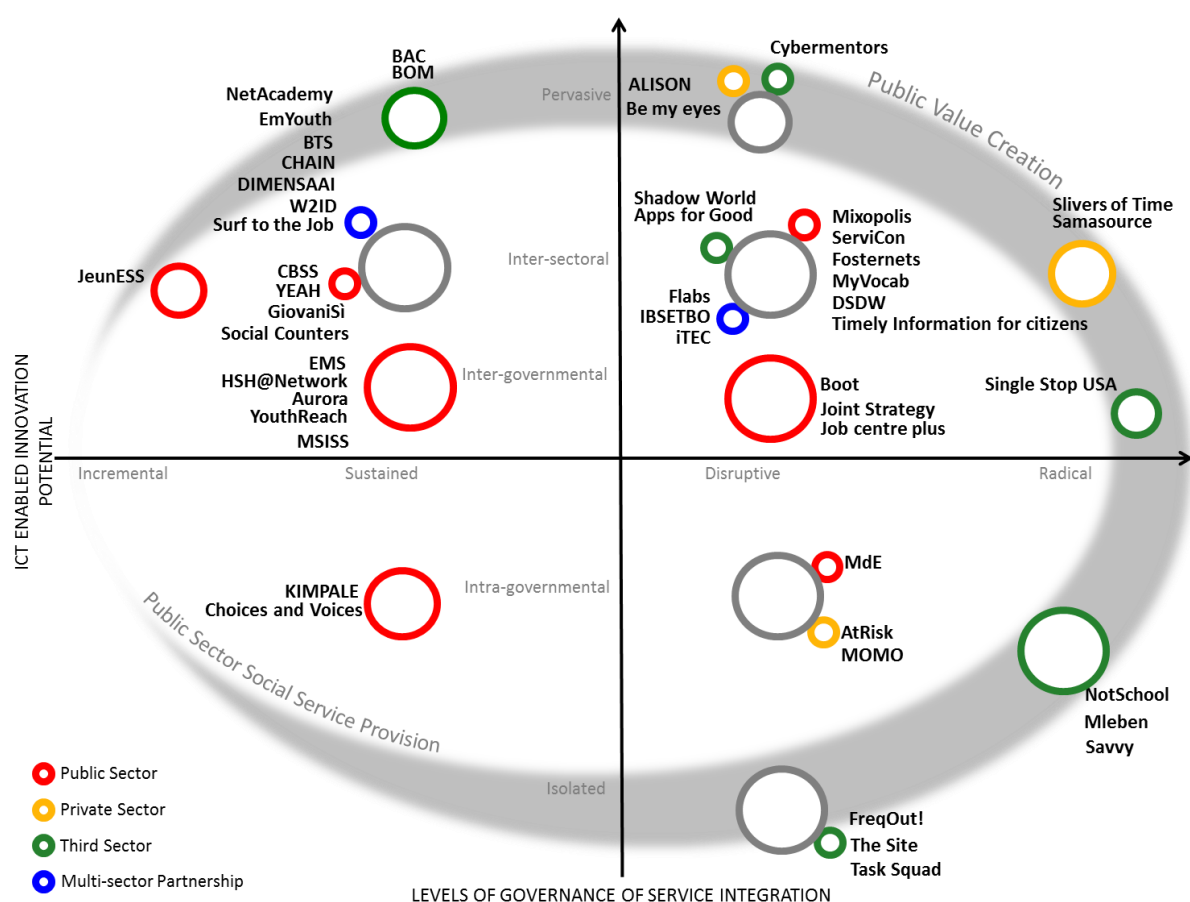 Cybermentors
BAC
BOM
Pervasive
ALISON
Be my eyes
Public Value Creation
NetAcademy
EmYouth
BTS
CHAIN
DIMENSAAI
W2ID
Surf to the Job
Shadow World
Apps for Good
Mixopolis
ServiCon
Fosternets
MyVocab
DSDW
Timely Information for citizens
Slivers of Time
Samasource
Inter-sectoral
JeunESS
CBSS
YEAH
GiovaniSì
Social Counters
Flabs
IBSETBO
iTEC
EMS
HSH@Network
Aurora
YouthReach
MSISS
Inter-governmental
Boot
Joint Strategy
Job centre plus
Single Stop USA
ICT ENABLED INNOVATION
POTENTIAL
Incremental
Sustained
Disruptive
Radical
KIMPALE
Choices and Voices
Intra-governmental
MdE
AtRisk
MOMO
NotSchool
Mleben
Savvy
Public Sector Social Service Provision
Isolated
FreqOut!
The Site
Task Squad
Public Sector
Private Sector
Third Sector
Multi-sector Partnership
LEVELS OF GOVERNANCE OF SERVICE INTEGRATION